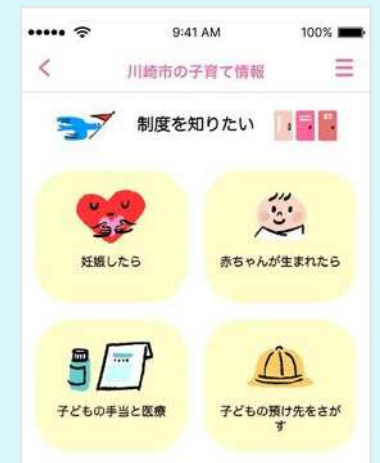 9:41 AM
100%
川崎市の子育て情報
制度を知りたい
妊娠したら
赤ちゃんが生まれたら
子どもの手当と医療
子どもの預け先をさが
す